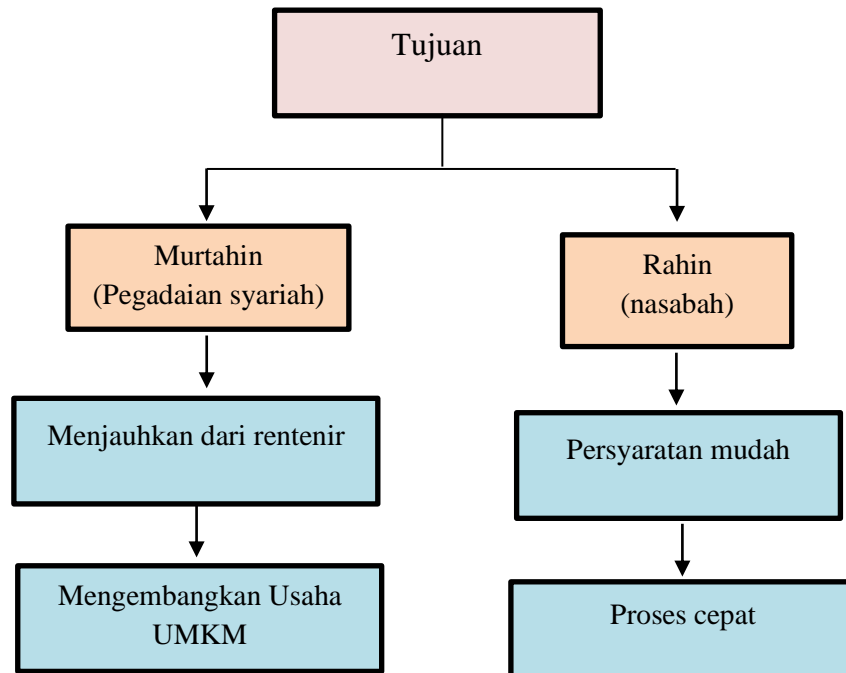 Tujuan
Murtahin
(Pegadaian syariah)
Rahin
(nasabah)
Menjauhkan dari rentenir
Persyaratan mudah
Mengembangkan Usaha
UMKM
Proses cepat